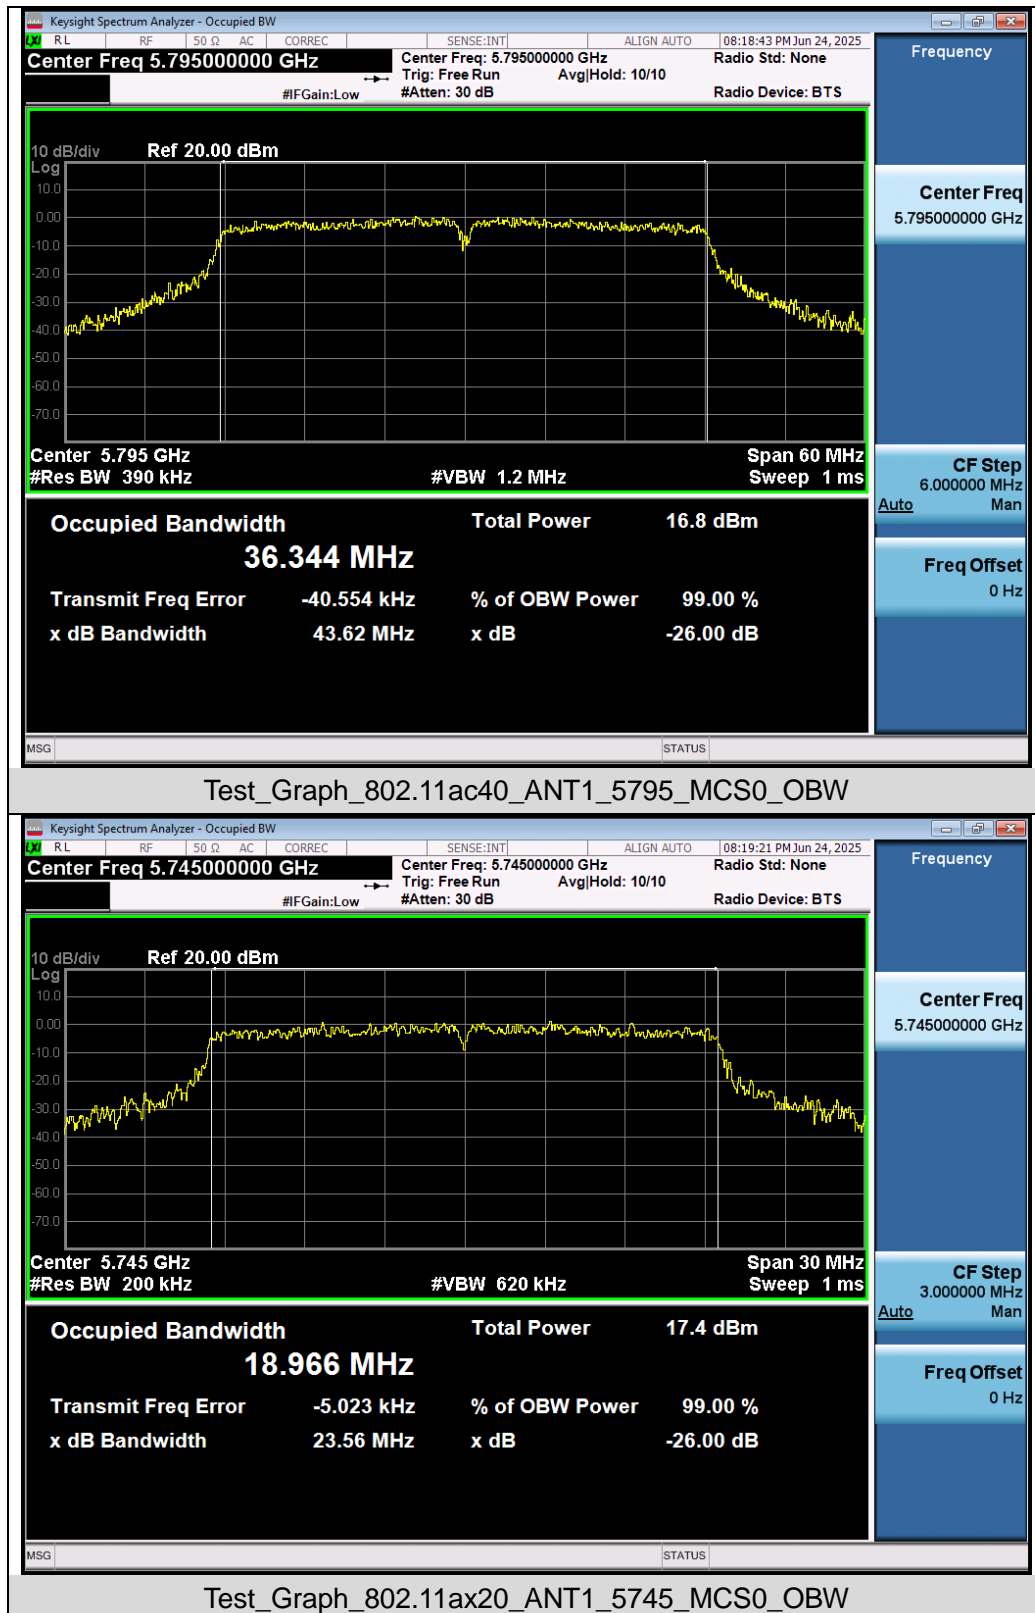 Keysight Spectrum Analyzer - Occupied BW
LXI RL RF 50 Ω AC CORREC SENSE:INT ALIGN AUTO 08:18:43 PM Jun 24, 2025
Center Freq 5.795000000 GHz
Center Freq: 5.795000000 GHz
Radio Std: None
Trig: Free Run Avg|Hold: 10/10
#IFGain:Low
#Atten: 30 dB
Radio Device: BTS
Frequency
10 dB/div Ref 20.00 dBm
Log
10.0
0.00
-10.0
-20.0
-30.0
-40.0
-50.0
-60.0
-70.0
Center 5.795 GHz
Span 60 MHz
#Res BW 390 kHz
#VBW 1.2 MHz
Sweep 1 ms
Center Freq
5.795000000 GHz
CF Step
6.000000 MHz
Auto Man
Freq Offset
0 Hz
Occupied Bandwidth
Total Power 16.8 dBm
36.344 MHz
Transmit Freq Error -40.554 kHz
% of OBW Power 99.00 %
x dB Bandwidth 43.62 MHz
x dB -26.00 dB
MSG STATUS
Test_Graph_802.11ac40_ANT1_5795_MCS0_OBW
Keysight Spectrum Analyzer - Occupied BW
LXI RL RF 50 Ω AC CORREC SENSE:INT ALIGN AUTO 08:19:21 PM Jun 24, 2025
Center Freq 5.745000000 GHz
Center Freq: 5.745000000 GHz
Radio Std: None
Trig: Free Run Avg|Hold: 10/10
#IFGain:Low
#Atten: 30 dB
Radio Device: BTS
Frequency
10 dB/div Ref 20.00 dBm
Log
10.0
0.00
-10.0
-20.0
-30.0
-40.0
-50.0
-60.0
-70.0
Center 5.745 GHz
Span 30 MHz
#Res BW 200 kHz
#VBW 620 kHz
Sweep 1 ms
Center Freq
5.745000000 GHz
CF Step
3.000000 MHz
Auto Man
Freq Offset
0 Hz
Occupied Bandwidth
Total Power 17.4 dBm
18.966 MHz
Transmit Freq Error -5.023 kHz
% of OBW Power 99.00 %
x dB Bandwidth 23.56 MHz
x dB -26.00 dB
MSG STATUS
Test_Graph_802.11ax20_ANT1_5745_MCS0_OBW